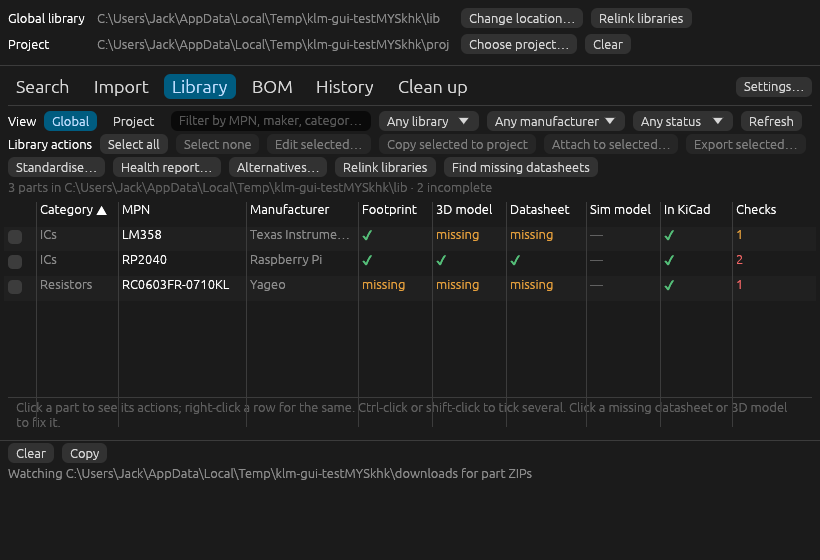 Global library C:\Users\Jack\AppData\Local\Temp\klm-gui-testMYSkhk\lib Change location… Relink libraries
Project C:\Users\Jack\AppData\Local\Temp\klm-gui-testMYSkhk\proj Choose project… Clear
Search Import Library BOM History Clean up Settings…
View Global Project Filter by MPN, maker, categor… Any library Any manufacturer Any status Refresh
Library actions Select all Select none Edit selected… Copy selected to project Attach to selected… Export selected…
Standardise… Health report… Alternatives… Relink libraries Find missing datasheets
3 parts in C:\Users\Jack\AppData\Local\Temp\klm-gui-testMYSkhk\lib · 2 incomplete
Category ▲ MPN Manufacturer Footprint 3D model Datasheet Sim model In KiCad Checks
ICs LM358 Texas Instrume… ✓ missing missing — ✓ 1
ICs RP2040 Raspberry Pi ✓ ✓ ✓ — ✓ 2
Resistors RC0603FR-0710KL Yageo missing missing missing — ✓ 1
Click a part to see its actions; right-click a row for the same. Ctrl-click or shift-click to tick several. Click a missing datasheet or 3D model
to fix it.
Clear Copy
Watching C:\Users\Jack\AppData\Local\Temp\klm-gui-testMYSkhk\downloads for part ZIPs